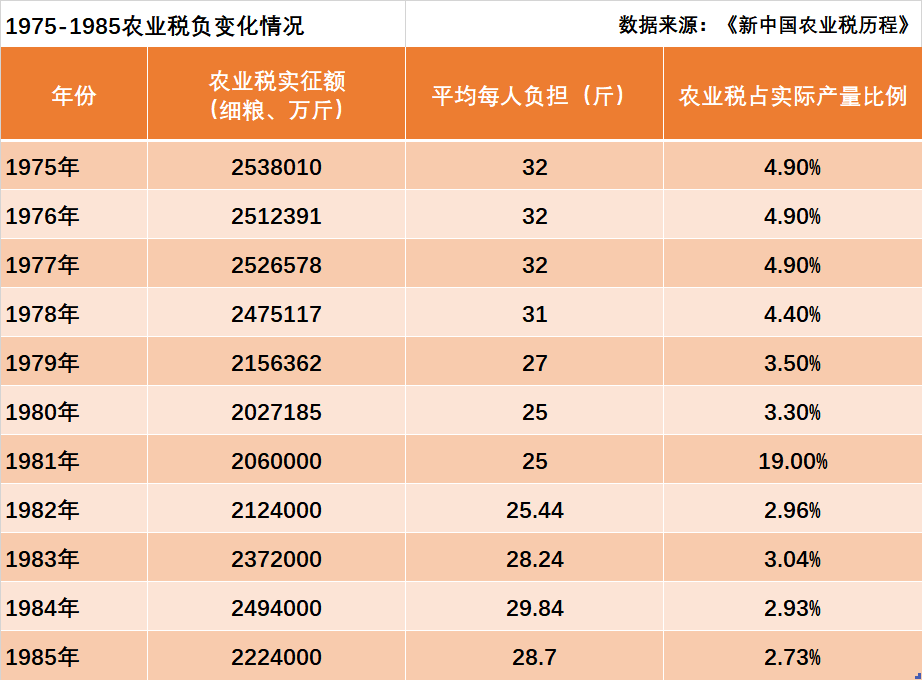 1975-1985农业税负变化情况 数据来源：《新中国农业税历程》
年份 农业税实征额 平均每人负担（斤） 农业税占实际产量比例
（细粮、万斤）
1975年 2538010 32 4.90%
1976年 2512391 32 4.90%
1977年 2526578 32 4.90%
1978年 2475117 31 4.40%
1979年 2156362 27 3.50%
1980年 2027185 25 3.30%
1981年 2060000 25 19.00%
1982年 2124000 25.44 2.96%
1983年 2372000 28.24 3.04%
1984年 2494000 29.84 2.93%
1985年 2224000 28.7 2.73%